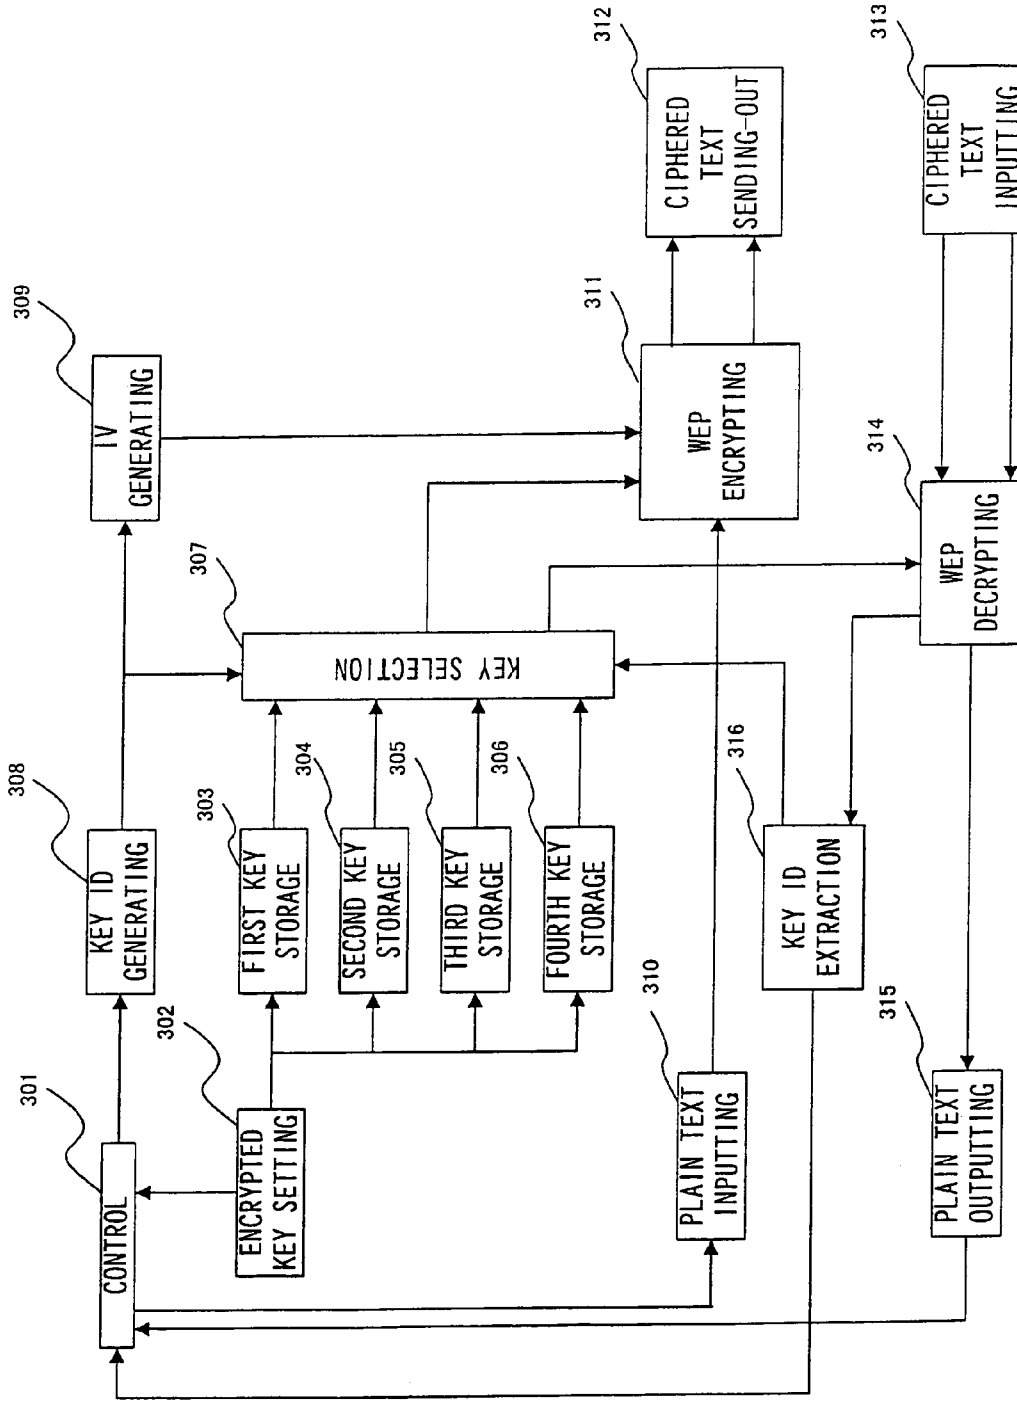 301
CONTROL
308
KEY ID
GENERATING
309
IV
GENERATING
302
ENCRYPTED
KEY SETTING
303
FIRST KEY
STORAGE
304
SECOND KEY
STORAGE
305
THIRD KEY
STORAGE
306
FOURTH KEY
STORAGE
307
KEY SELECTION
310
PLAIN TEXT
INPUTTING
311
WEP
ENCRYPTING
312
CIPHERED
TEXT
SENDING-OUT
316
KEY ID
EXTRACTION
315
PLAIN TEXT
OUTPUTTING
314
WEP
DECRYPTING
313
CIPHERED
TEXT
INPUTTING